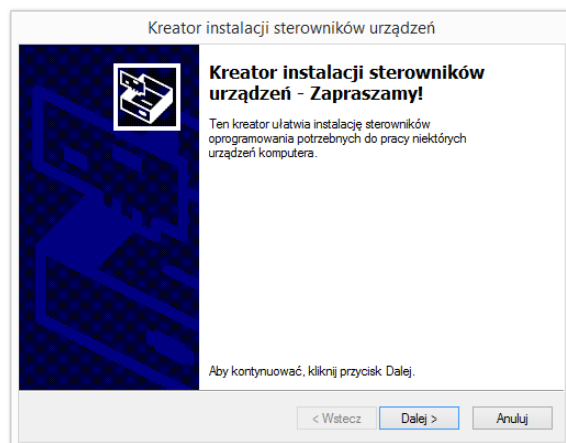 Kreator instalacji sterowników urządzeń
Kreator instalacji sterowników
urządzeń - Zapraszamy!
Ten kreator ułatwia instalację sterowników
oprogramowania potrzebnych do pracy niektórych
urządzeń komputera.
Aby kontynuować, kliknij przycisk Dalej.
< Wstecz Dalej > Anuluj